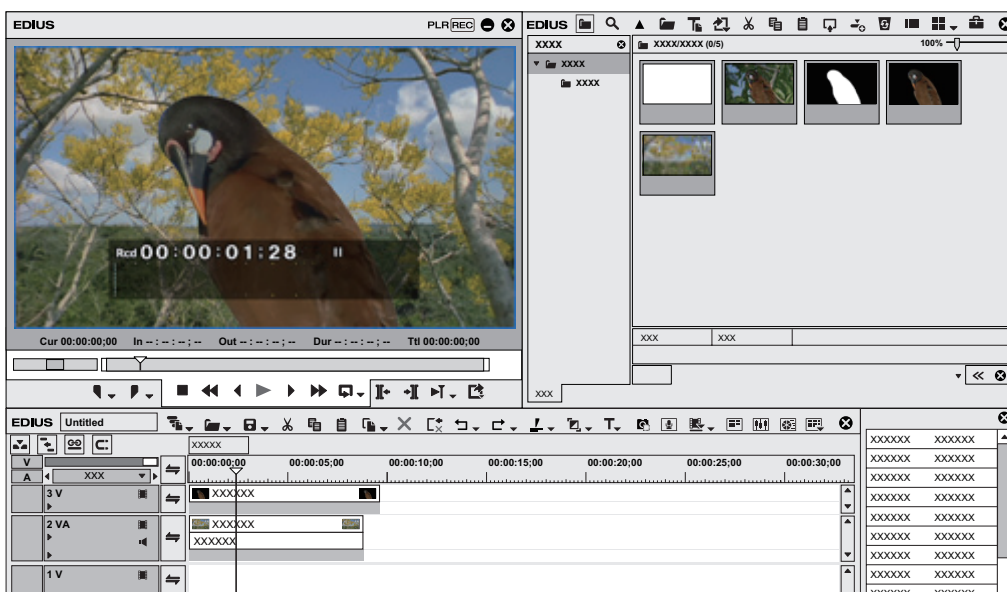 EDIUS PLR REC
Rcd 00:00:01:28
Cur 00:00:00;00 In --:--:--;-- Out --:--:--;-- Dur --:--:--;-- Ttl 00:00:00;00
EDIUS
XXXX
XXXX
XXXX
XXXX/XXXX (0/5) 100%
XXX XXX
XXX
EDIUS Untitled
XXXXX
V
A XXX
00:00:00;00 00:00:05;00 00:00:10;00 00:00:15;00 00:00:20;00 00:00:25;00 00:00:30;00
3 V XXXXXX
2 VA XXXXXX
XXXXXX
1 V
XXXXXX XXXXXX
XXXXXX XXXXXX
XXXXXX XXXXXX
XXXXXX XXXXXX
XXXXXX XXXXXX
XXXXXX XXXXXX
XXXXXX XXXXXX
XXXXXX XXXXXX
XXXXXX XXXXXX